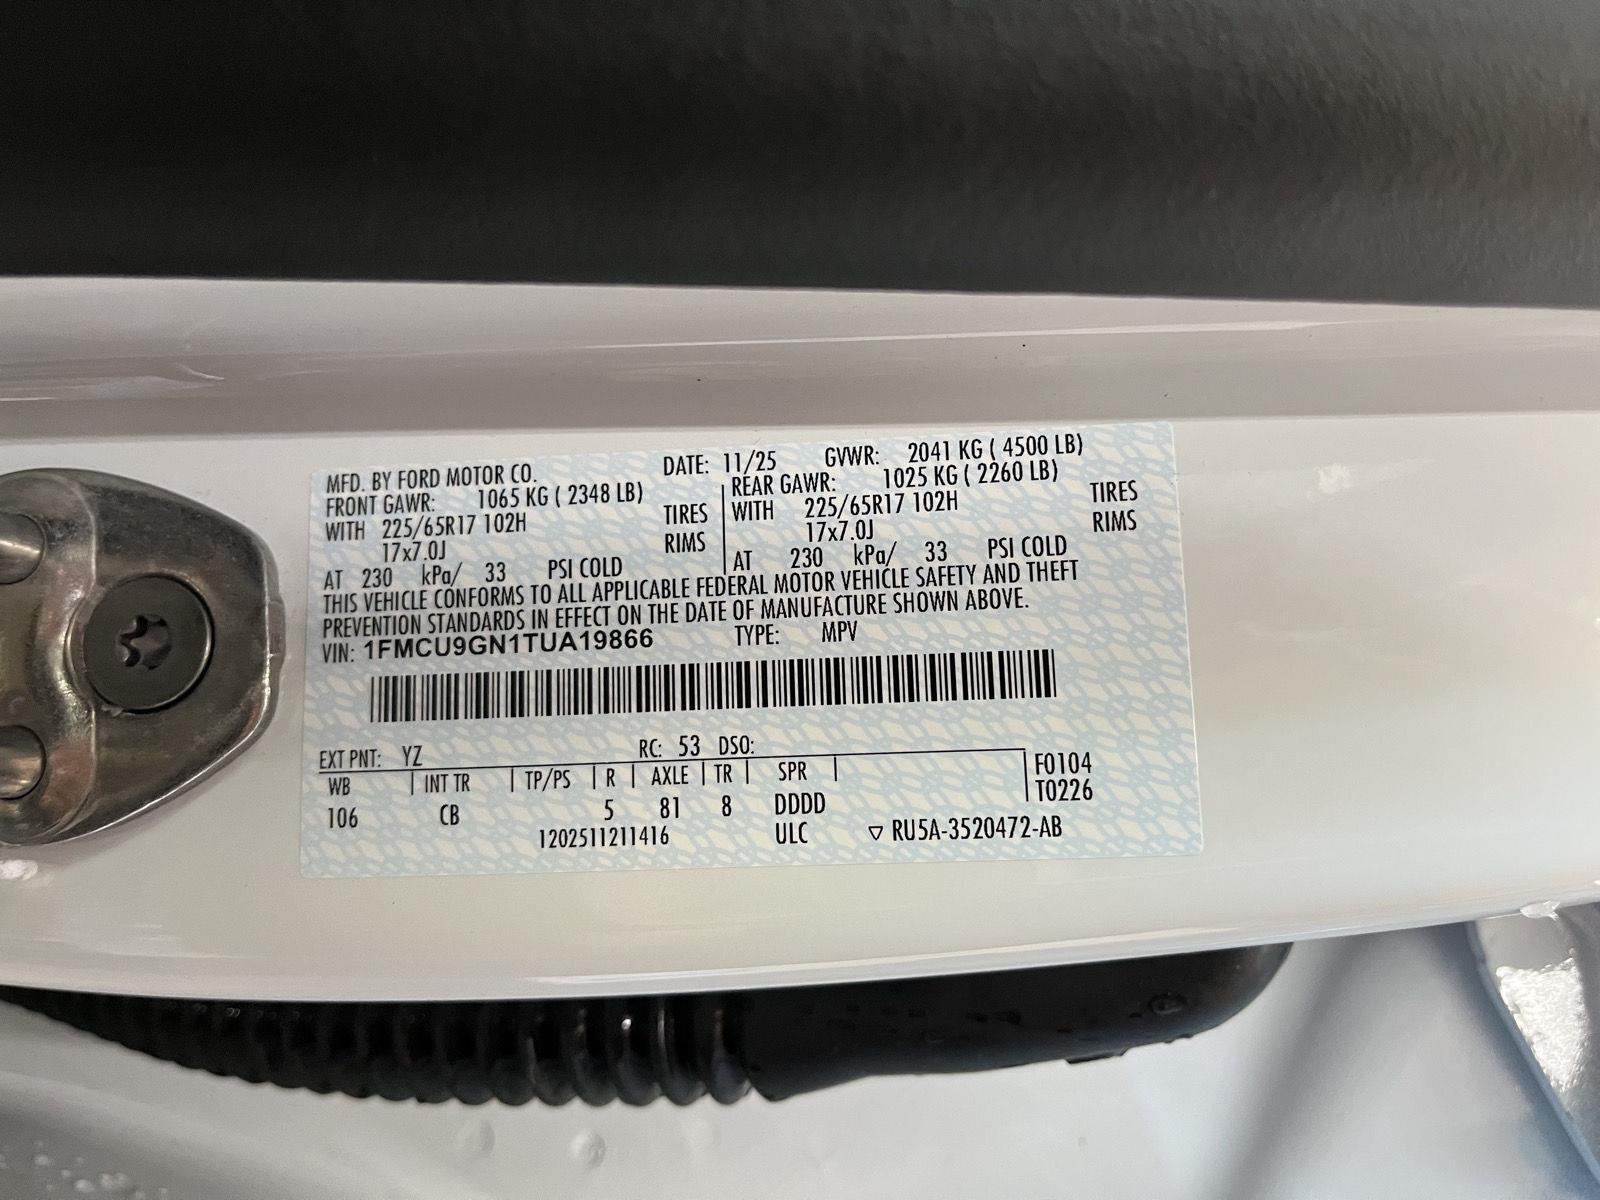 MFD. BY FORD MOTOR CO. DATE: 11/25 GVWR: 2041 KG ( 4500 LB)
FRONT GAWR: 1065 KG ( 2348 LB) REAR GAWR: 1025 KG ( 2260 LB)
WITH 225/65R17 102H TIRES WITH 225/65R17 102H TIRES
17x7.0J RIMS 17x7.0J RIMS
AT 230 kPa/ 33 PSI COLD AT 230 kPa/ 33 PSI COLD
THIS VEHICLE CONFORMS TO ALL APPLICABLE FEDERAL MOTOR VEHICLE SAFETY AND THEFT
PREVENTION STANDARDS IN EFFECT ON THE DATE OF MANUFACTURE SHOWN ABOVE.
VIN: 1FMCU9GN1TUA19866 TYPE: MPV
EXT PNT: YZ RC: 53 DSO:
WB INT TR TP/PS R AXLE TR SPR F0104
106 CB 5 81 8 DDDD T0226
1202511211416 ULC ▽ RU5A-3520472-AB